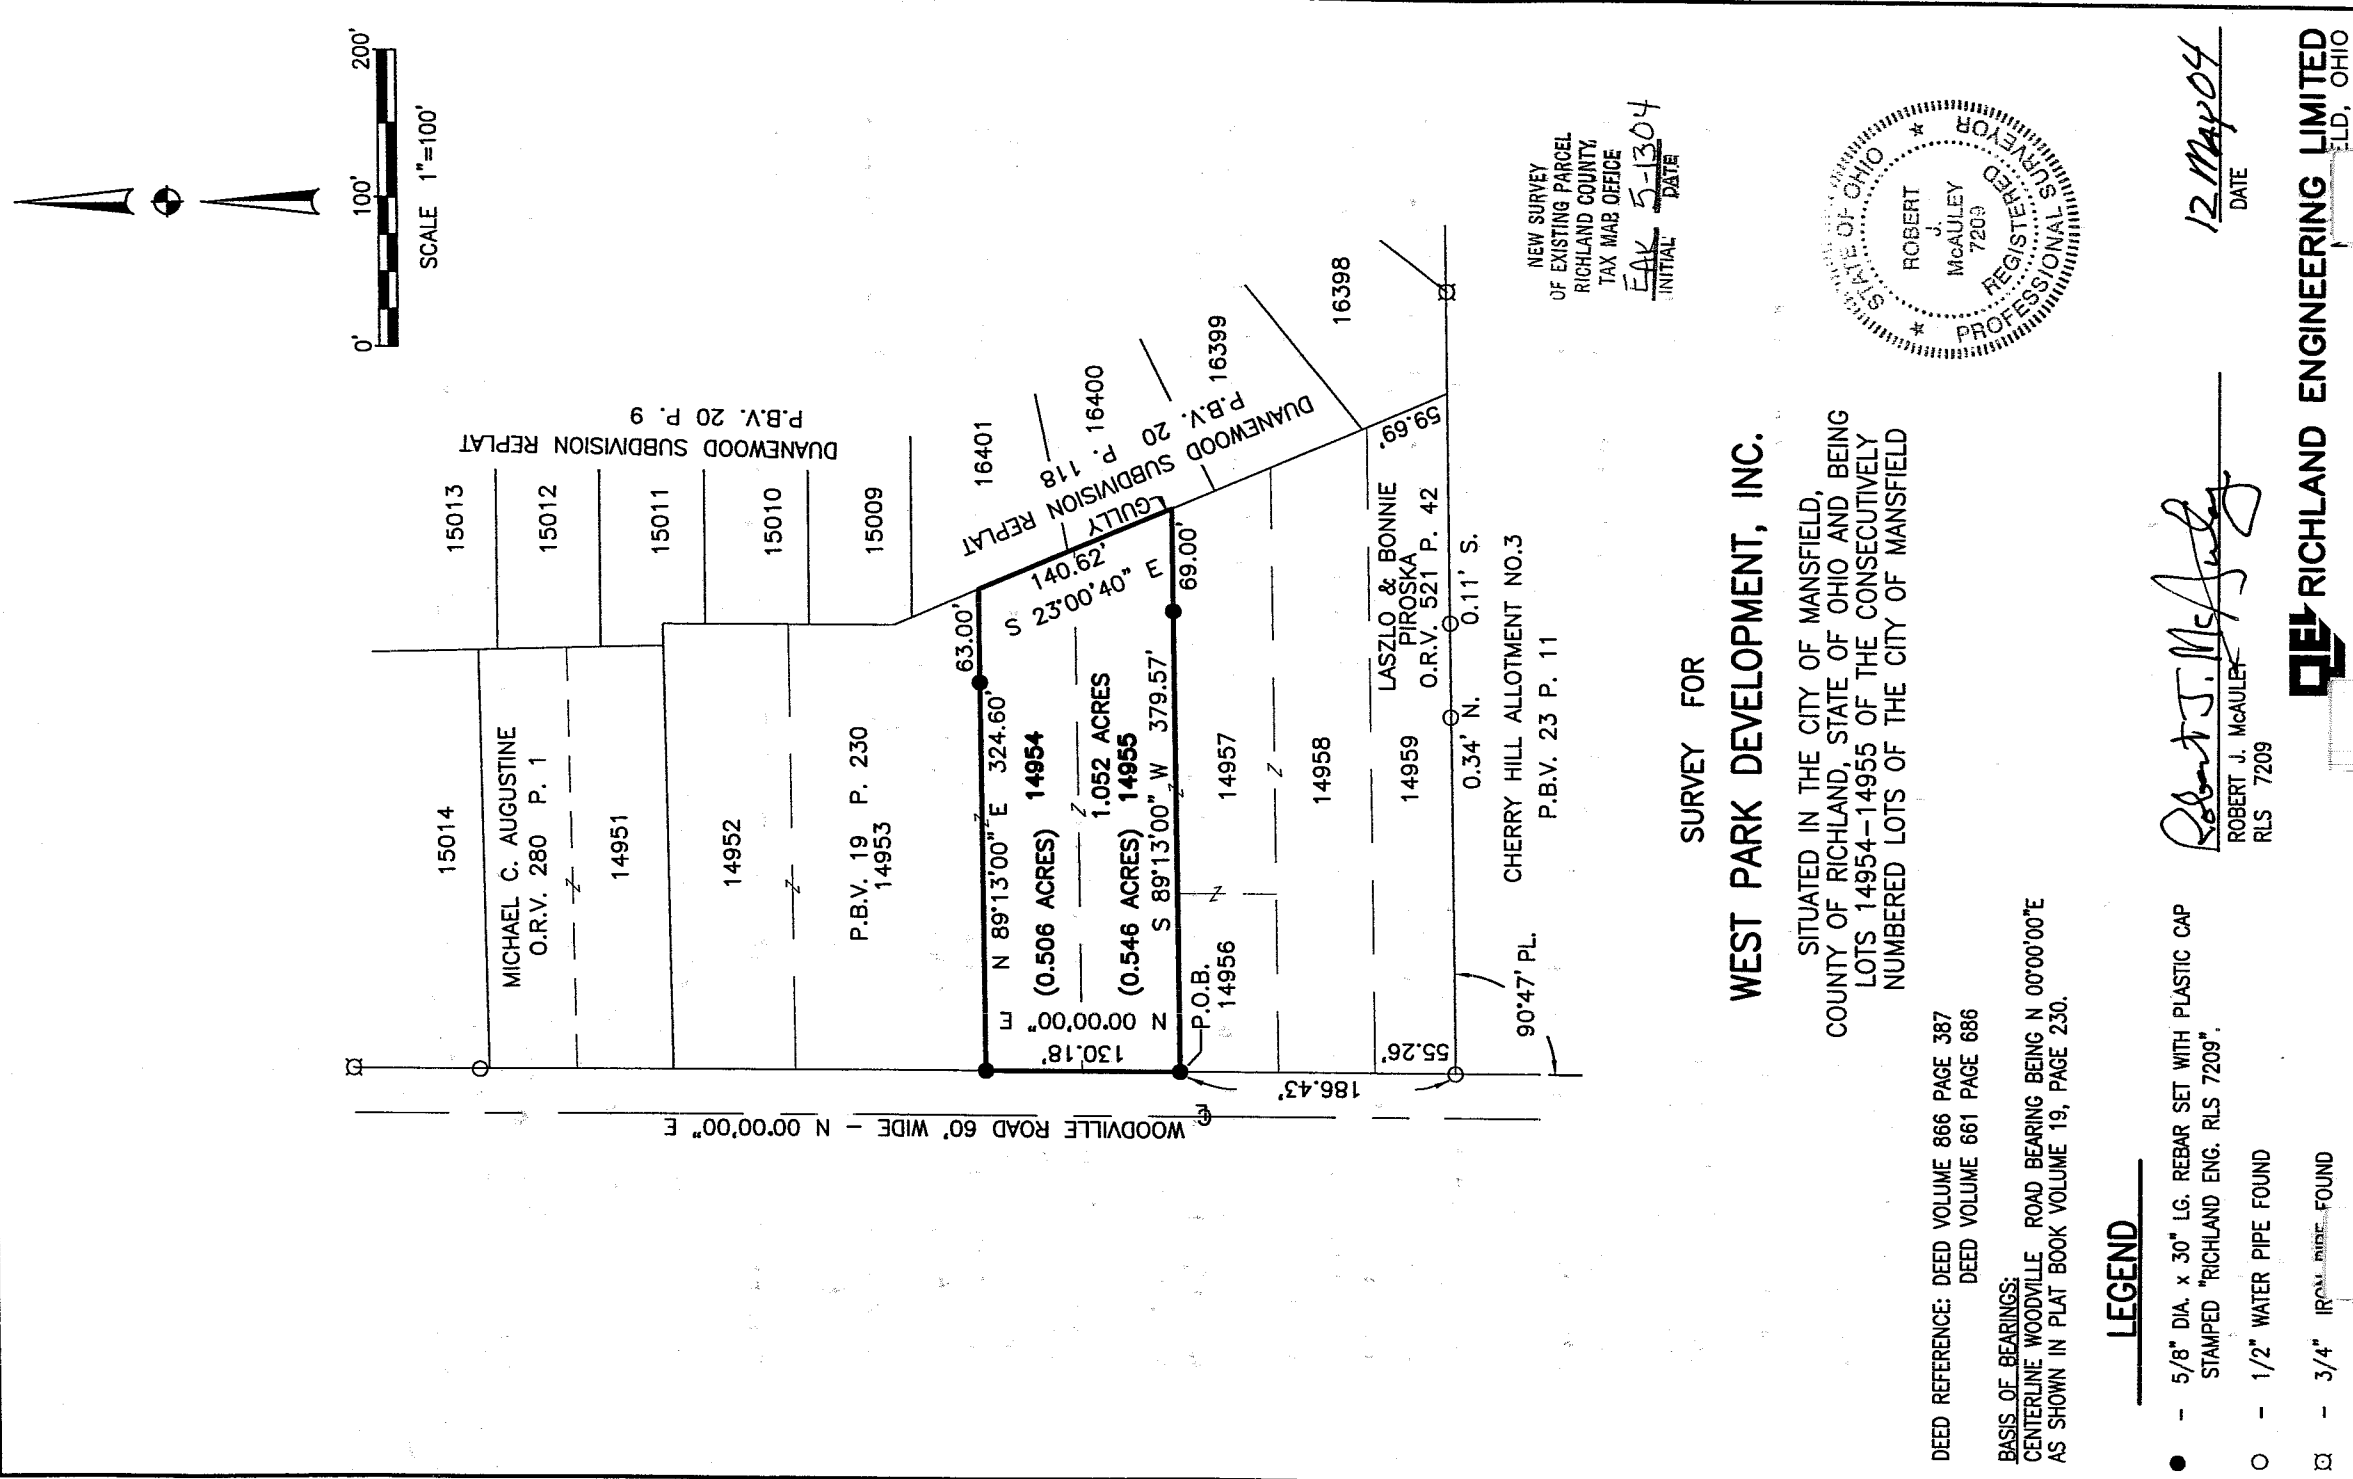 0' 100' 200'
SCALE 1"=100'
DUANEWOOD SUBDIVISION REPLAT
P.B.V. 20 P. 9
15013
15012
15011
15010
15009
16401
16400
16399
16398
DUANEWOOD SUBDIVISION REPLAT
P.B.V. 20 P. 118
GULLY
15014
MICHAEL C. AUGUSTINE
O.R.V. 280 P. 1
14951
14952
P.B.V. 19 P. 230
14953
63.00'
N 89°13'00" E 324.60'
140.62'
S 23°00'40" E
(0.506 ACRES) 14954
1.052 ACRES
(0.546 ACRES) 14955
N 00°00'00" E
130.18'
S 89°13'00" W 379.57'
69.00'
P.O.B.
14956
14957
14958
14959
LASZLO & BONNIE
PIROSKA
O.R.V. 521 P. 42
59.69'
55.26'
186.43'
0.34' N.
0.11' S.
90°47' PL.
CHERRY HILL ALLOTMENT NO.3
P.B.V. 23 P. 11
WOODVILLE ROAD 60' WIDE - N 00°00'00" E
NEW SURVEY
OF EXISTING PARCEL
RICHLAND COUNTY
TAX MAP OFFICE
EAK 5-13-04
INITIAL DATE
SURVEY FOR
WEST PARK DEVELOPMENT, INC.
SITUATED IN THE CITY OF MANSFIELD,
COUNTY OF RICHLAND, STATE OF OHIO AND BEING
LOTS 14954-14955 OF THE CONSECUTIVELY
NUMBERED LOTS OF THE CITY OF MANSFIELD
STATE OF OHIO
ROBERT
J.
McAULEY
7209
REGISTERED
PROFESSIONAL SURVEYOR
DEED REFERENCE: DEED VOLUME 866 PAGE 387
DEED VOLUME 661 PAGE 686
BASIS OF BEARINGS:
CENTERLINE WOODVILLE ROAD BEARING BEING N 00°00'00"E
AS SHOWN IN PLAT BOOK VOLUME 19, PAGE 230.
LEGEND
- 5/8" DIA. x 30" LG. REBAR SET WITH PLASTIC CAP
STAMPED "RICHLAND ENG. RLS 7209".
- 1/2" WATER PIPE FOUND
- 3/4" IRON PIPE FOUND
Robert J. McAuley
ROBERT J. McAULEY
RLS 7209
12 May 04
DATE
RICHLAND ENGINEERING LIMITED
ELD, OHIO